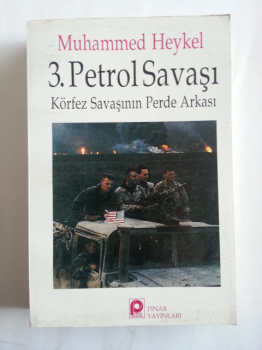 Muhammed Heykel
3. Petrol Savaşı
Körfez Savaşının Perde Arkası
PINAR
YAYINLARI